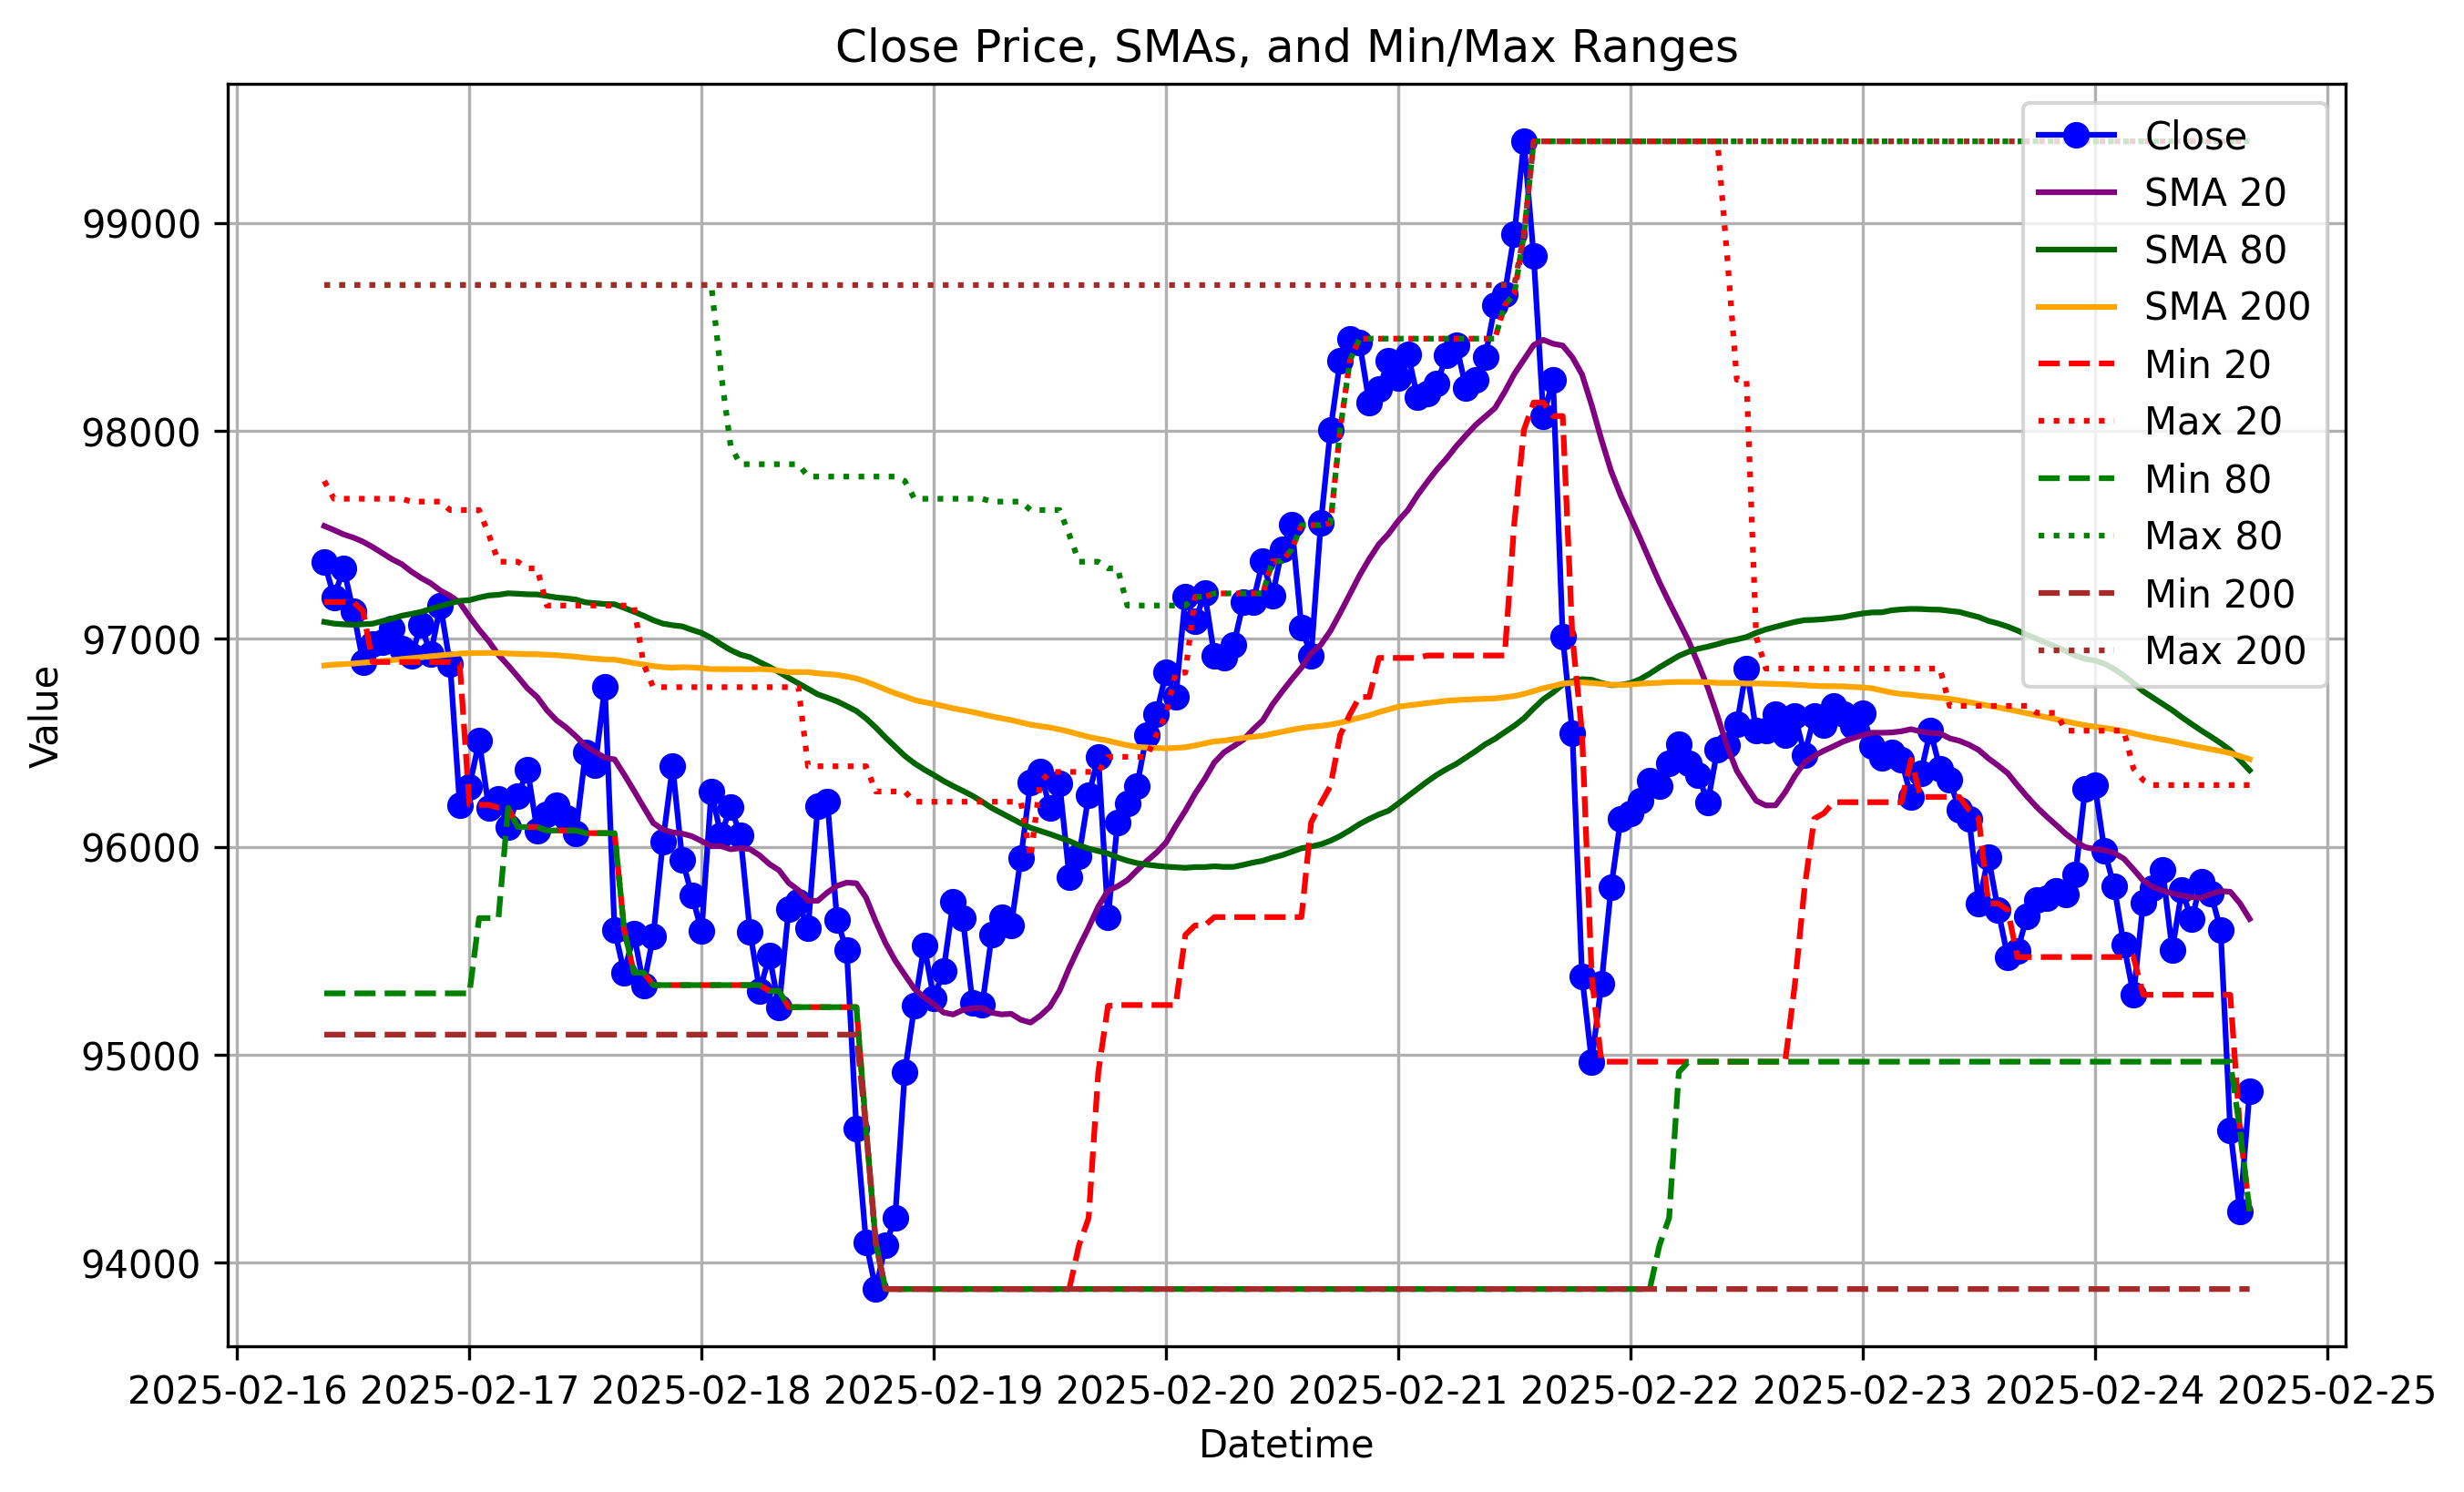 Close Price, SMAs, and Min/Max Ranges
Close
SMA 20
SMA 80
SMA 200
Min 20
Max 20
Min 80
Max 80
Min 200
Max 200
99000
98000
97000
96000
95000
94000
Value
2025-02-16 2025-02-17 2025-02-18 2025-02-19 2025-02-20 2025-02-21 2025-02-22 2025-02-23 2025-02-24 2025-02-25
Datetime